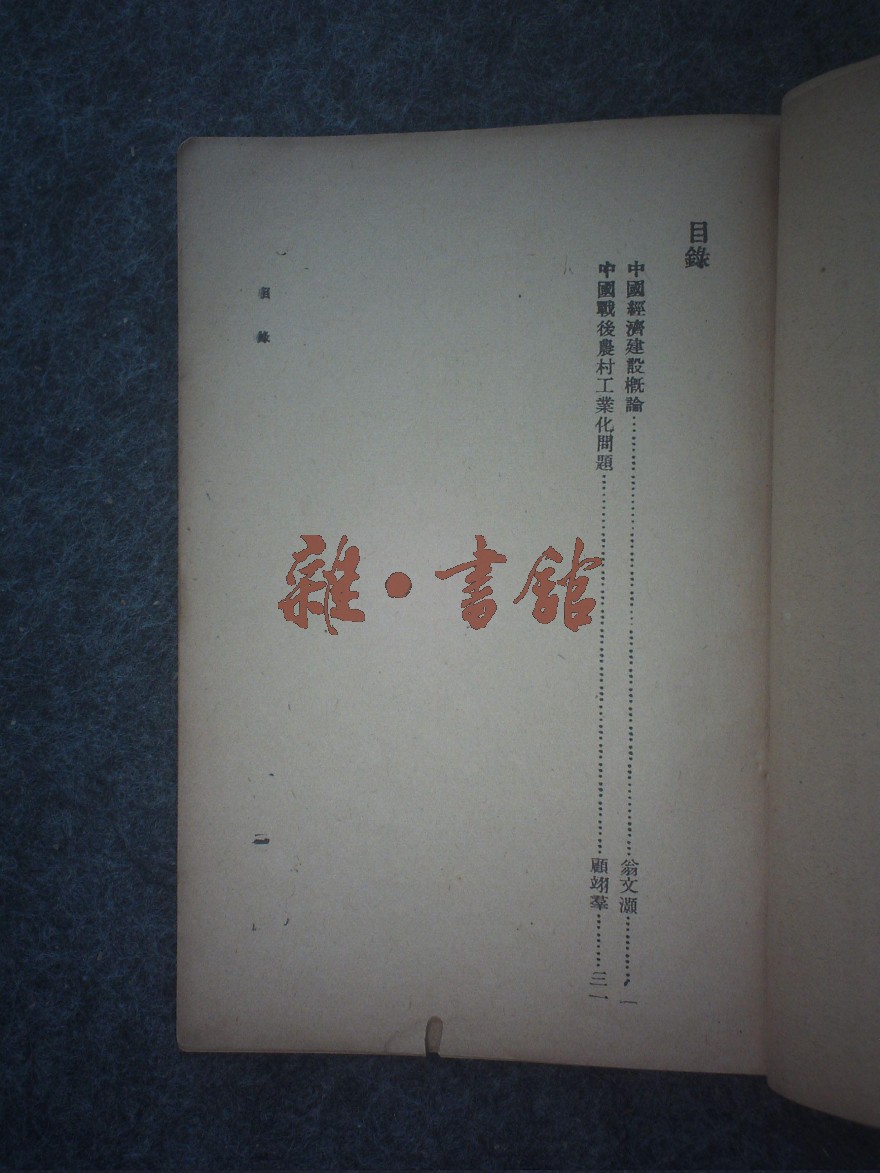 目錄
中國經濟建設概論……翁文灝……一
中國戰後農村工業化問題……顧翊羣……三一
目錄
二
雜·書館